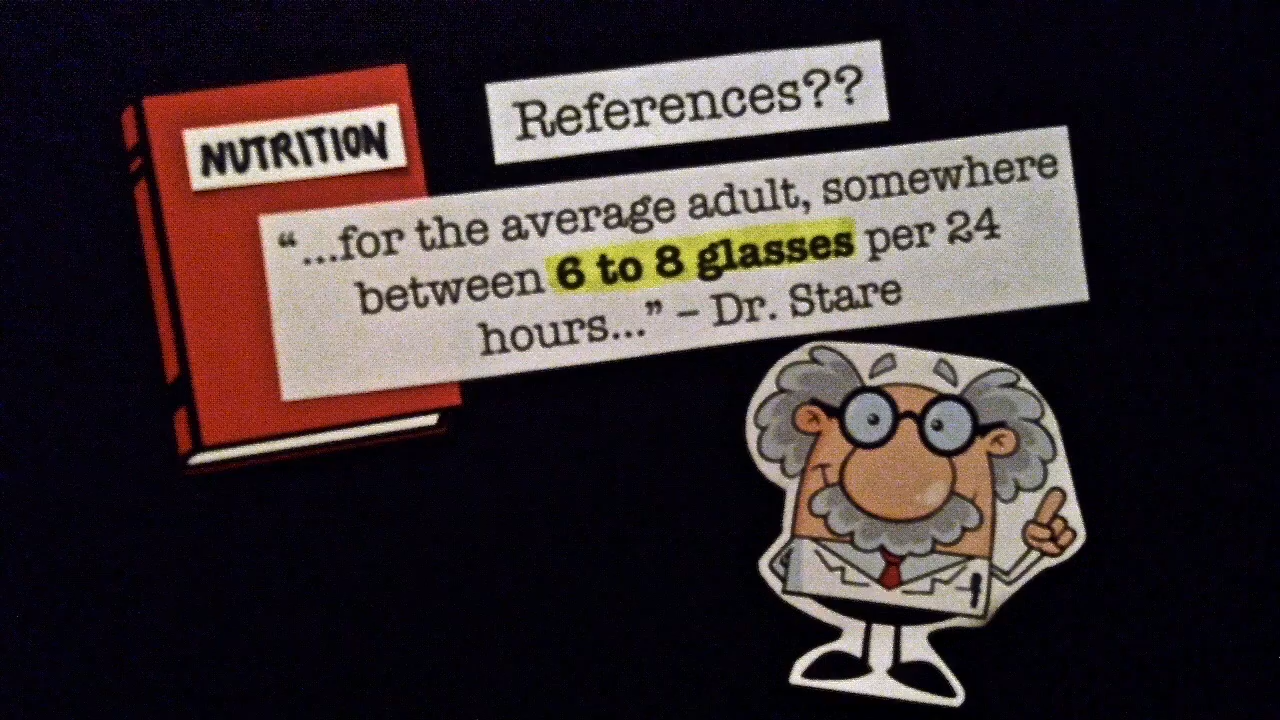 NUTRITION
References??
“...for the average adult, somewhere
between 6 to 8 glasses per 24
hours...” – Dr. Stare